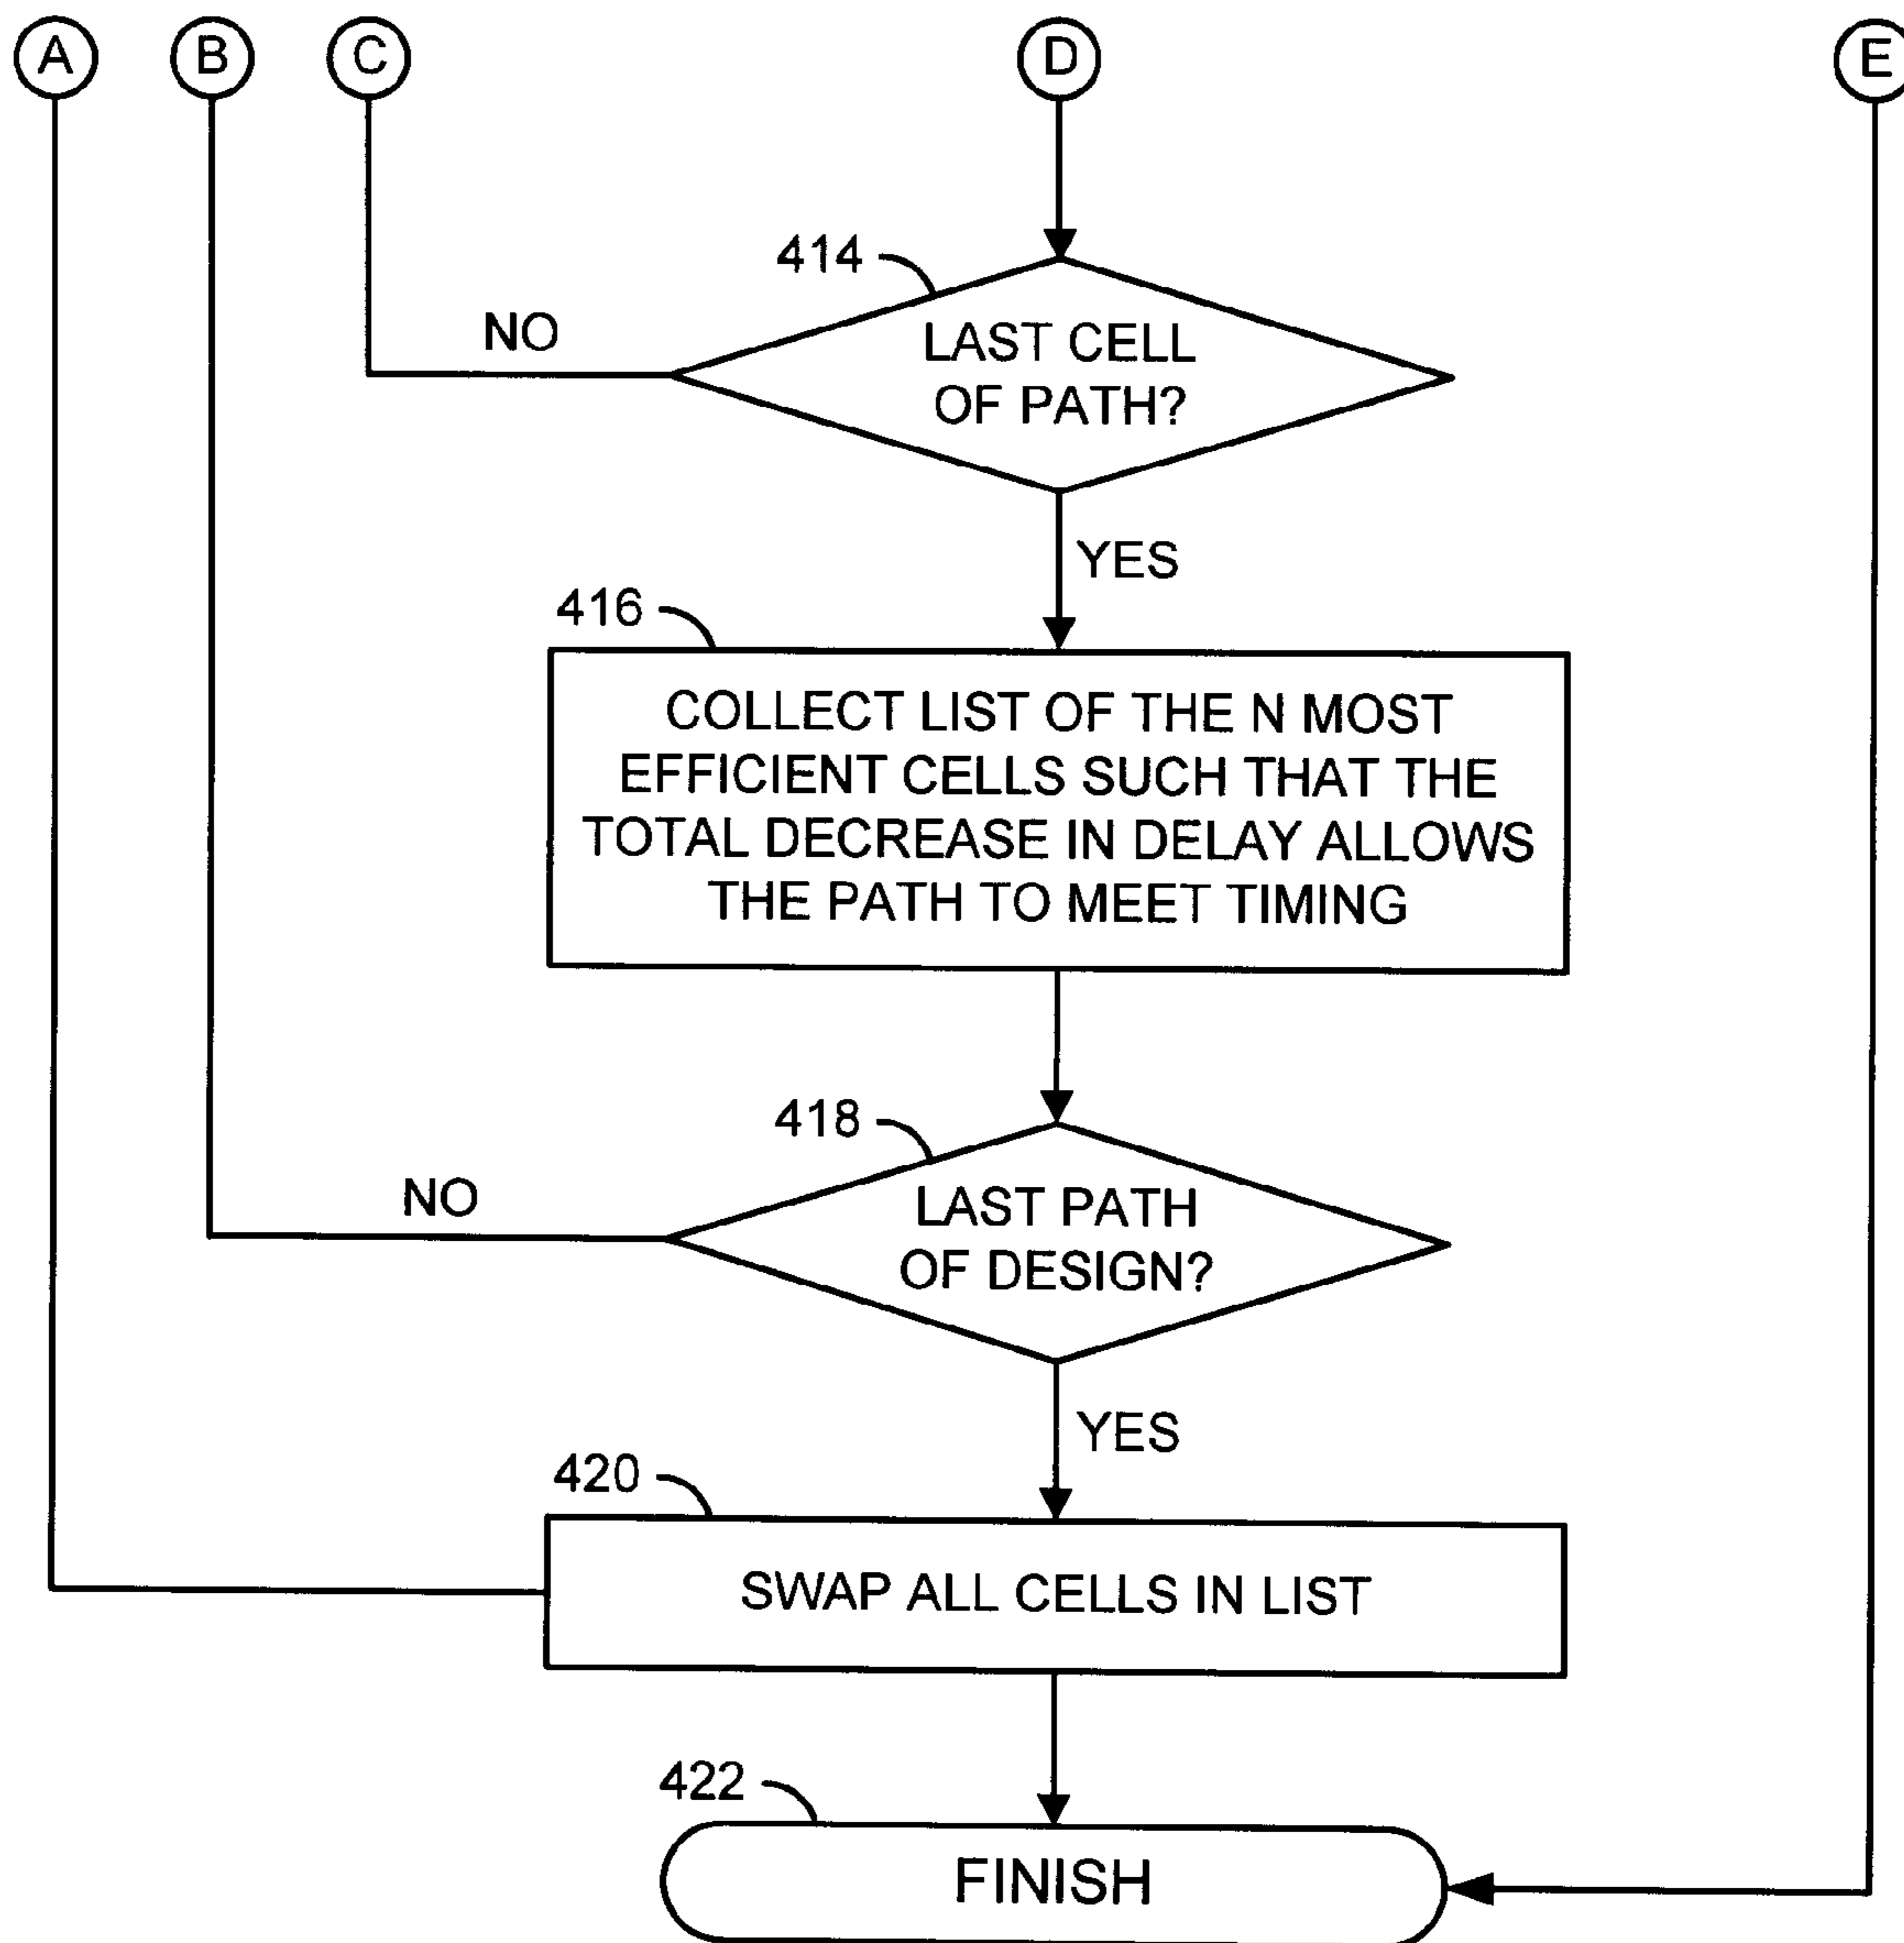 A
B
C
D
E
414
NO
LAST CELL
OF PATH?
YES
416
COLLECT LIST OF THE N MOST
EFFICIENT CELLS SUCH THAT THE
TOTAL DECREASE IN DELAY ALLOWS
THE PATH TO MEET TIMING
418
NO
LAST PATH
OF DESIGN?
YES
420
SWAP ALL CELLS IN LIST
422
FINISH